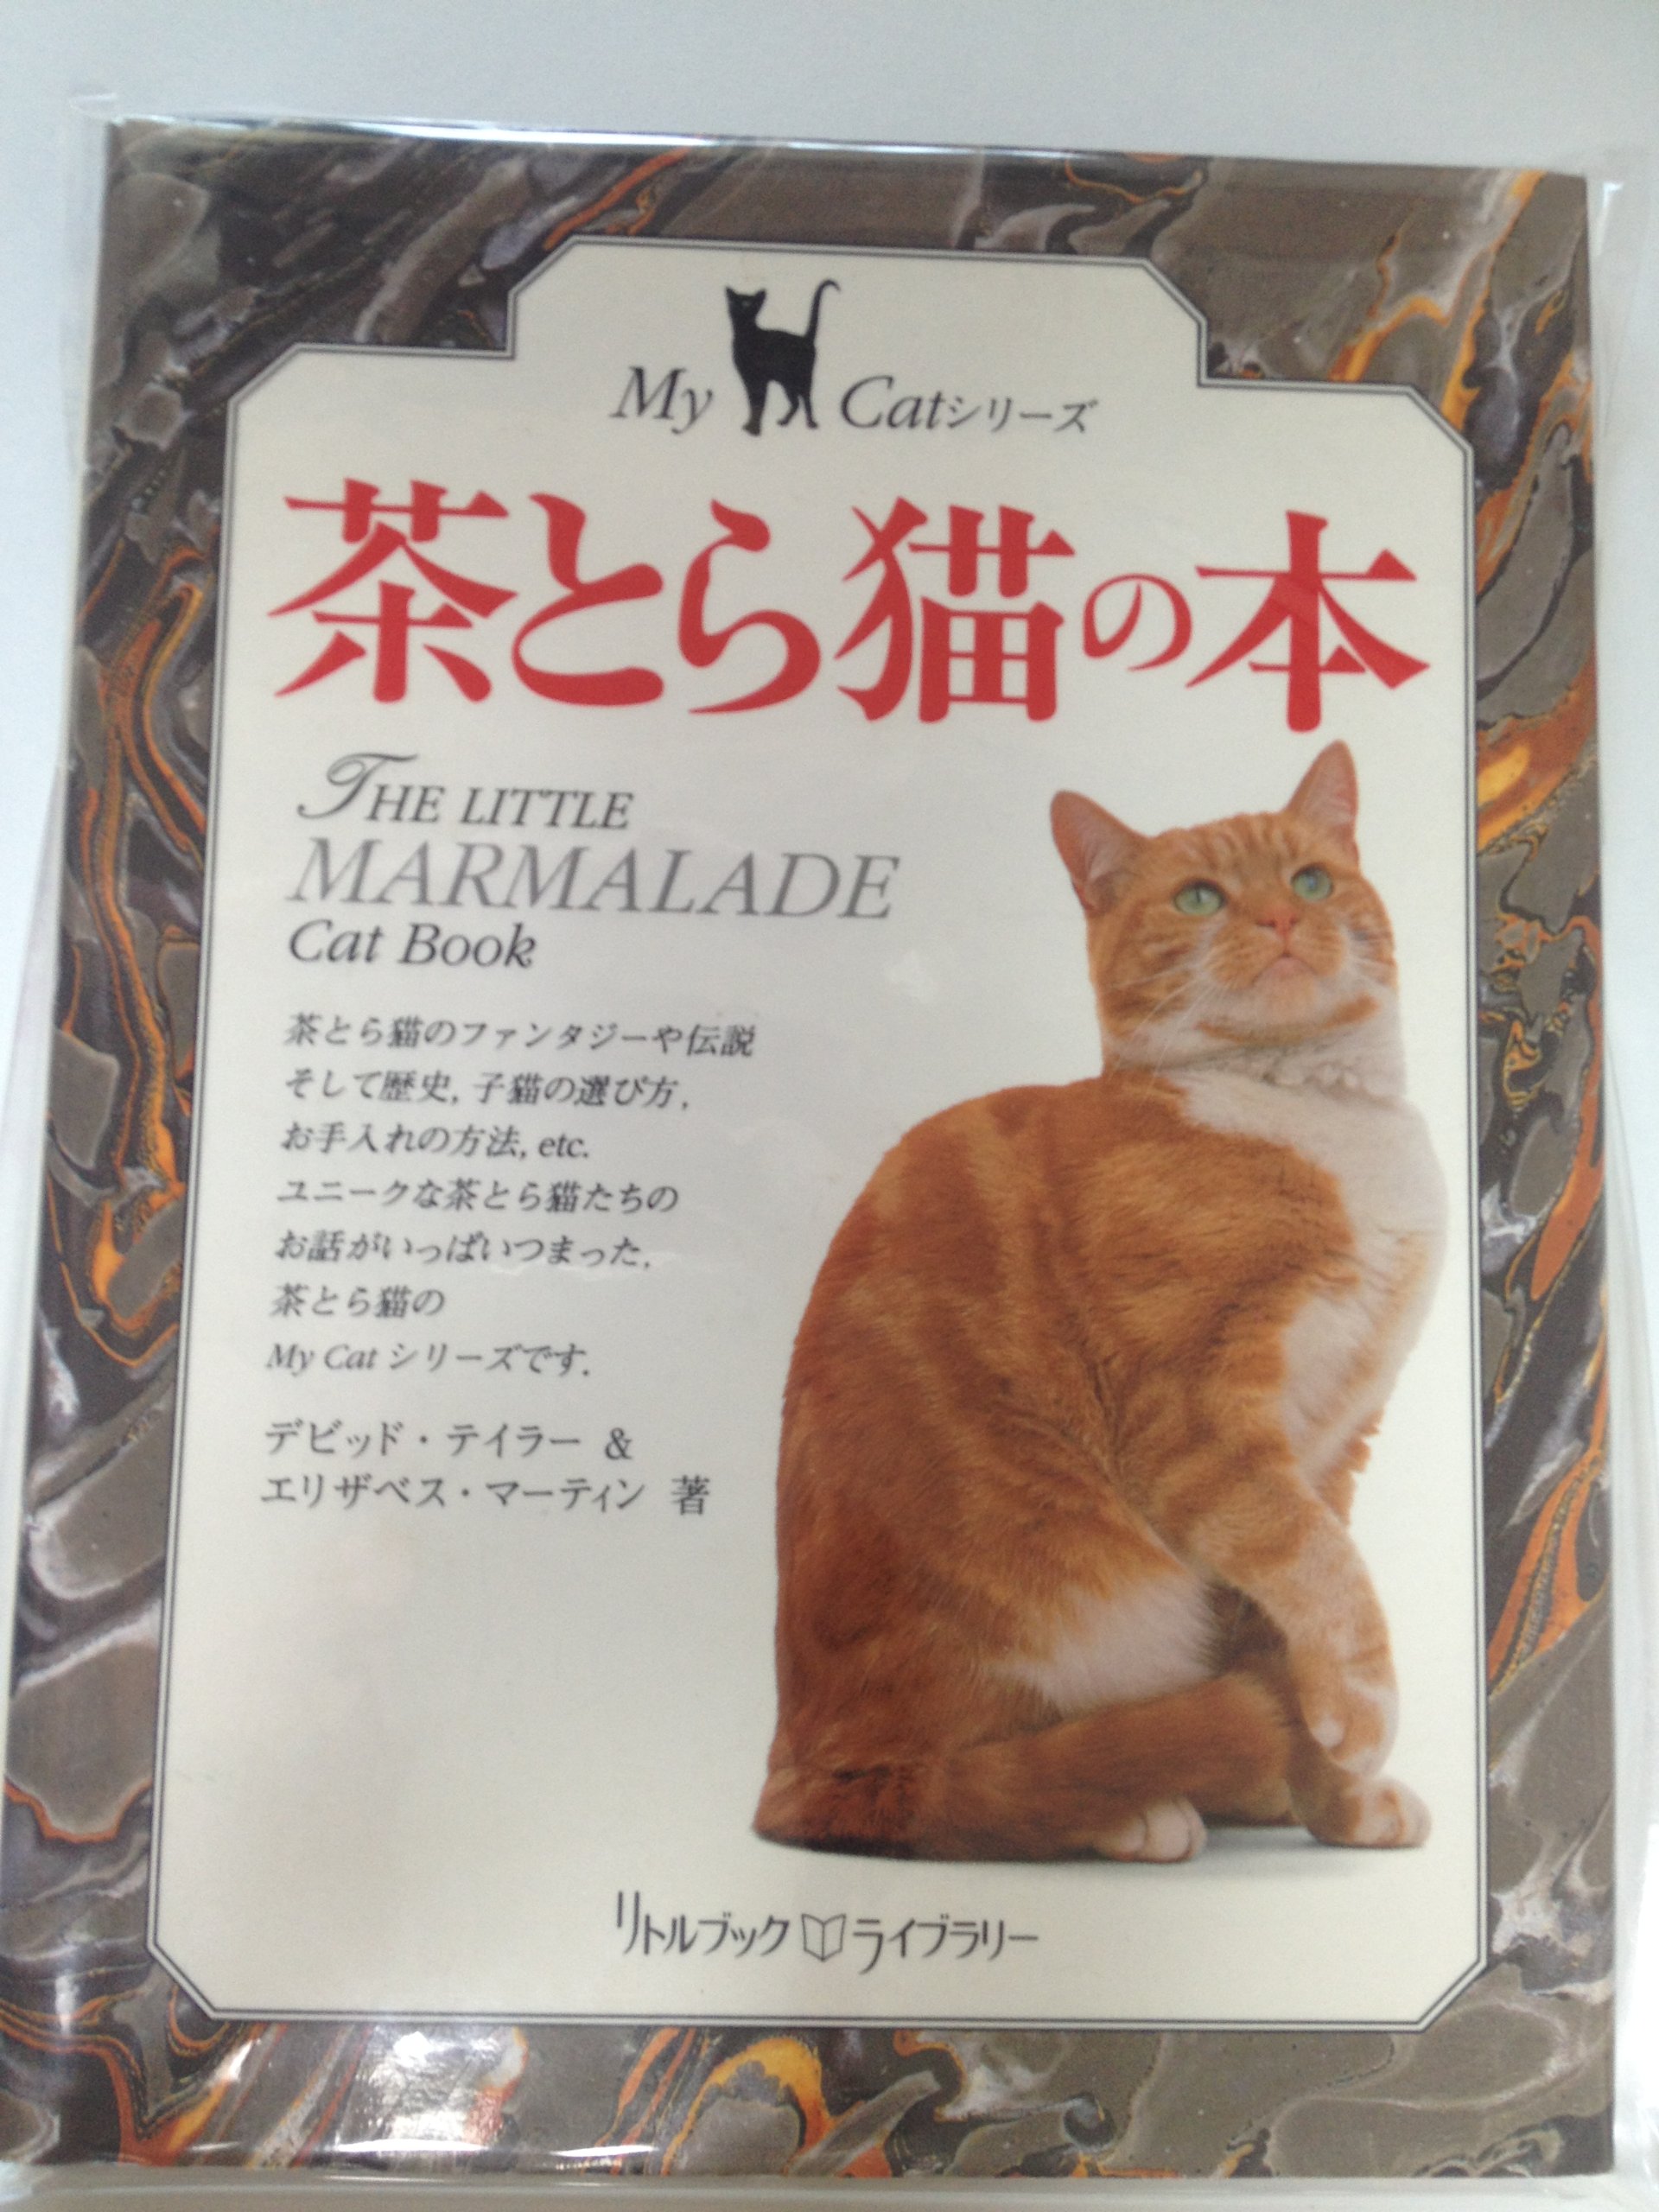 My Catシリーズ
茶とら猫の本
THE LITTLE
MARMALADE
Cat Book
茶とら猫のファンタジーや伝説
そして歴史, 子猫の選び方,
お手入れの方法, etc.
ユニークな茶とら猫たちの
お話がいっぱいつまった,
茶とら猫の
My Cat シリーズです.
デビッド・テイラー &
エリザベス・マーティン 著
リトルブック ライブラリー